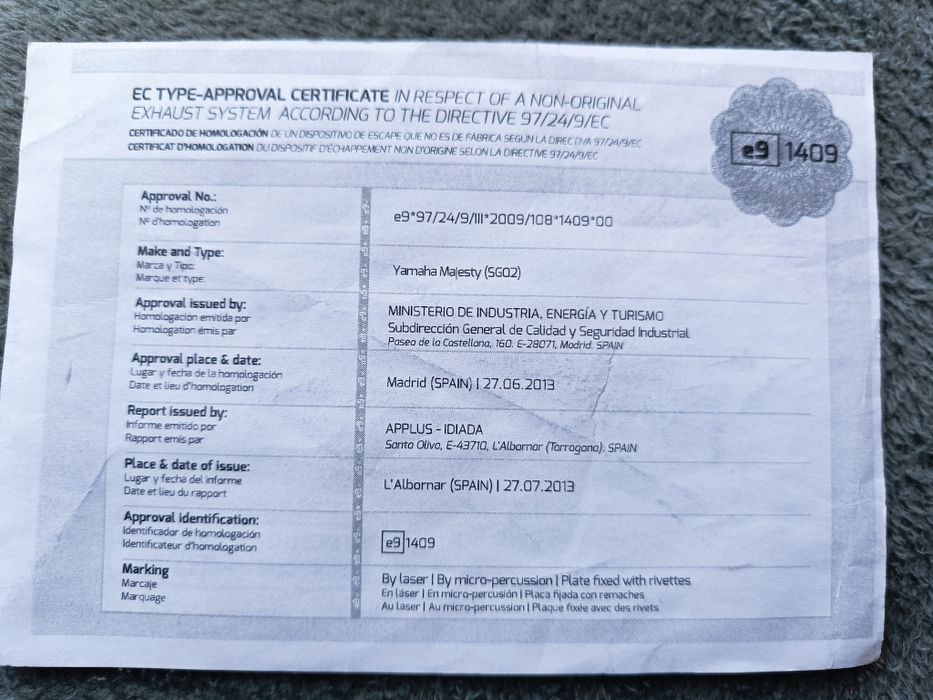 EC TYPE-APPROVAL CERTIFICATE IN RESPECT OF A NON-ORIGINAL
EXHAUST SYSTEM ACCORDING TO THE DIRECTIVE 97/24/9/EC
CERTIFICADO DE HOMOLOGACIÓN DE UN DISPOSITIVO DE ESCAPE QUE NO ES DE FÁBRICA SEGÚN LA DIRECTIVA 97/24/9/EC
CERTIFICAT D'HOMOLOGATION DU DISPOSITIF D'ÉCHAPPEMENT NON D'ORIGINE SELON LA DIRECTIVE 97/24/9/EC
e9 1409
Approval No.:
Nº de homologación
Nº d'homologation
e9*97/24/9/III*2009/108*1409*00
Make and Type:
Marca y Tipo:
Marque et type:
Yamaha Majesty (SG02)
Approval issued by:
Homologación emitida por
Homologation émis par
MINISTERIO DE INDUSTRIA, ENERGÍA Y TURISMO
Subdirección General de Calidad y Seguridad Industrial
Paseo de la Castellana, 160. E-28071, Madrid. SPAIN
Approval place & date:
Lugar y fecha de la homologación
Date et lieu d'homologation
Madrid (SPAIN) | 27.06.2013
Report issued by:
Informe emitido por
Rapport émis par
APPLUS - IDIADA
Santa Oliva, E-43710, L'Albornar (Tarragona). SPAIN
Place & date of issue:
Lugar y fecha del informe
Date et lieu du rapport
L'Albornar (SPAIN) | 27.07.2013
Approval identification:
Identificador de homologación
Identificateur d'homologation
e9 1409
Marking
Marcaje
Marquage
By laser | By micro-percussion | Plate fixed with rivettes
En láser | En micro-percusión | Placa fijada con remaches
Au laser | Au micro-percussion | Plaque fixée avec des rivets